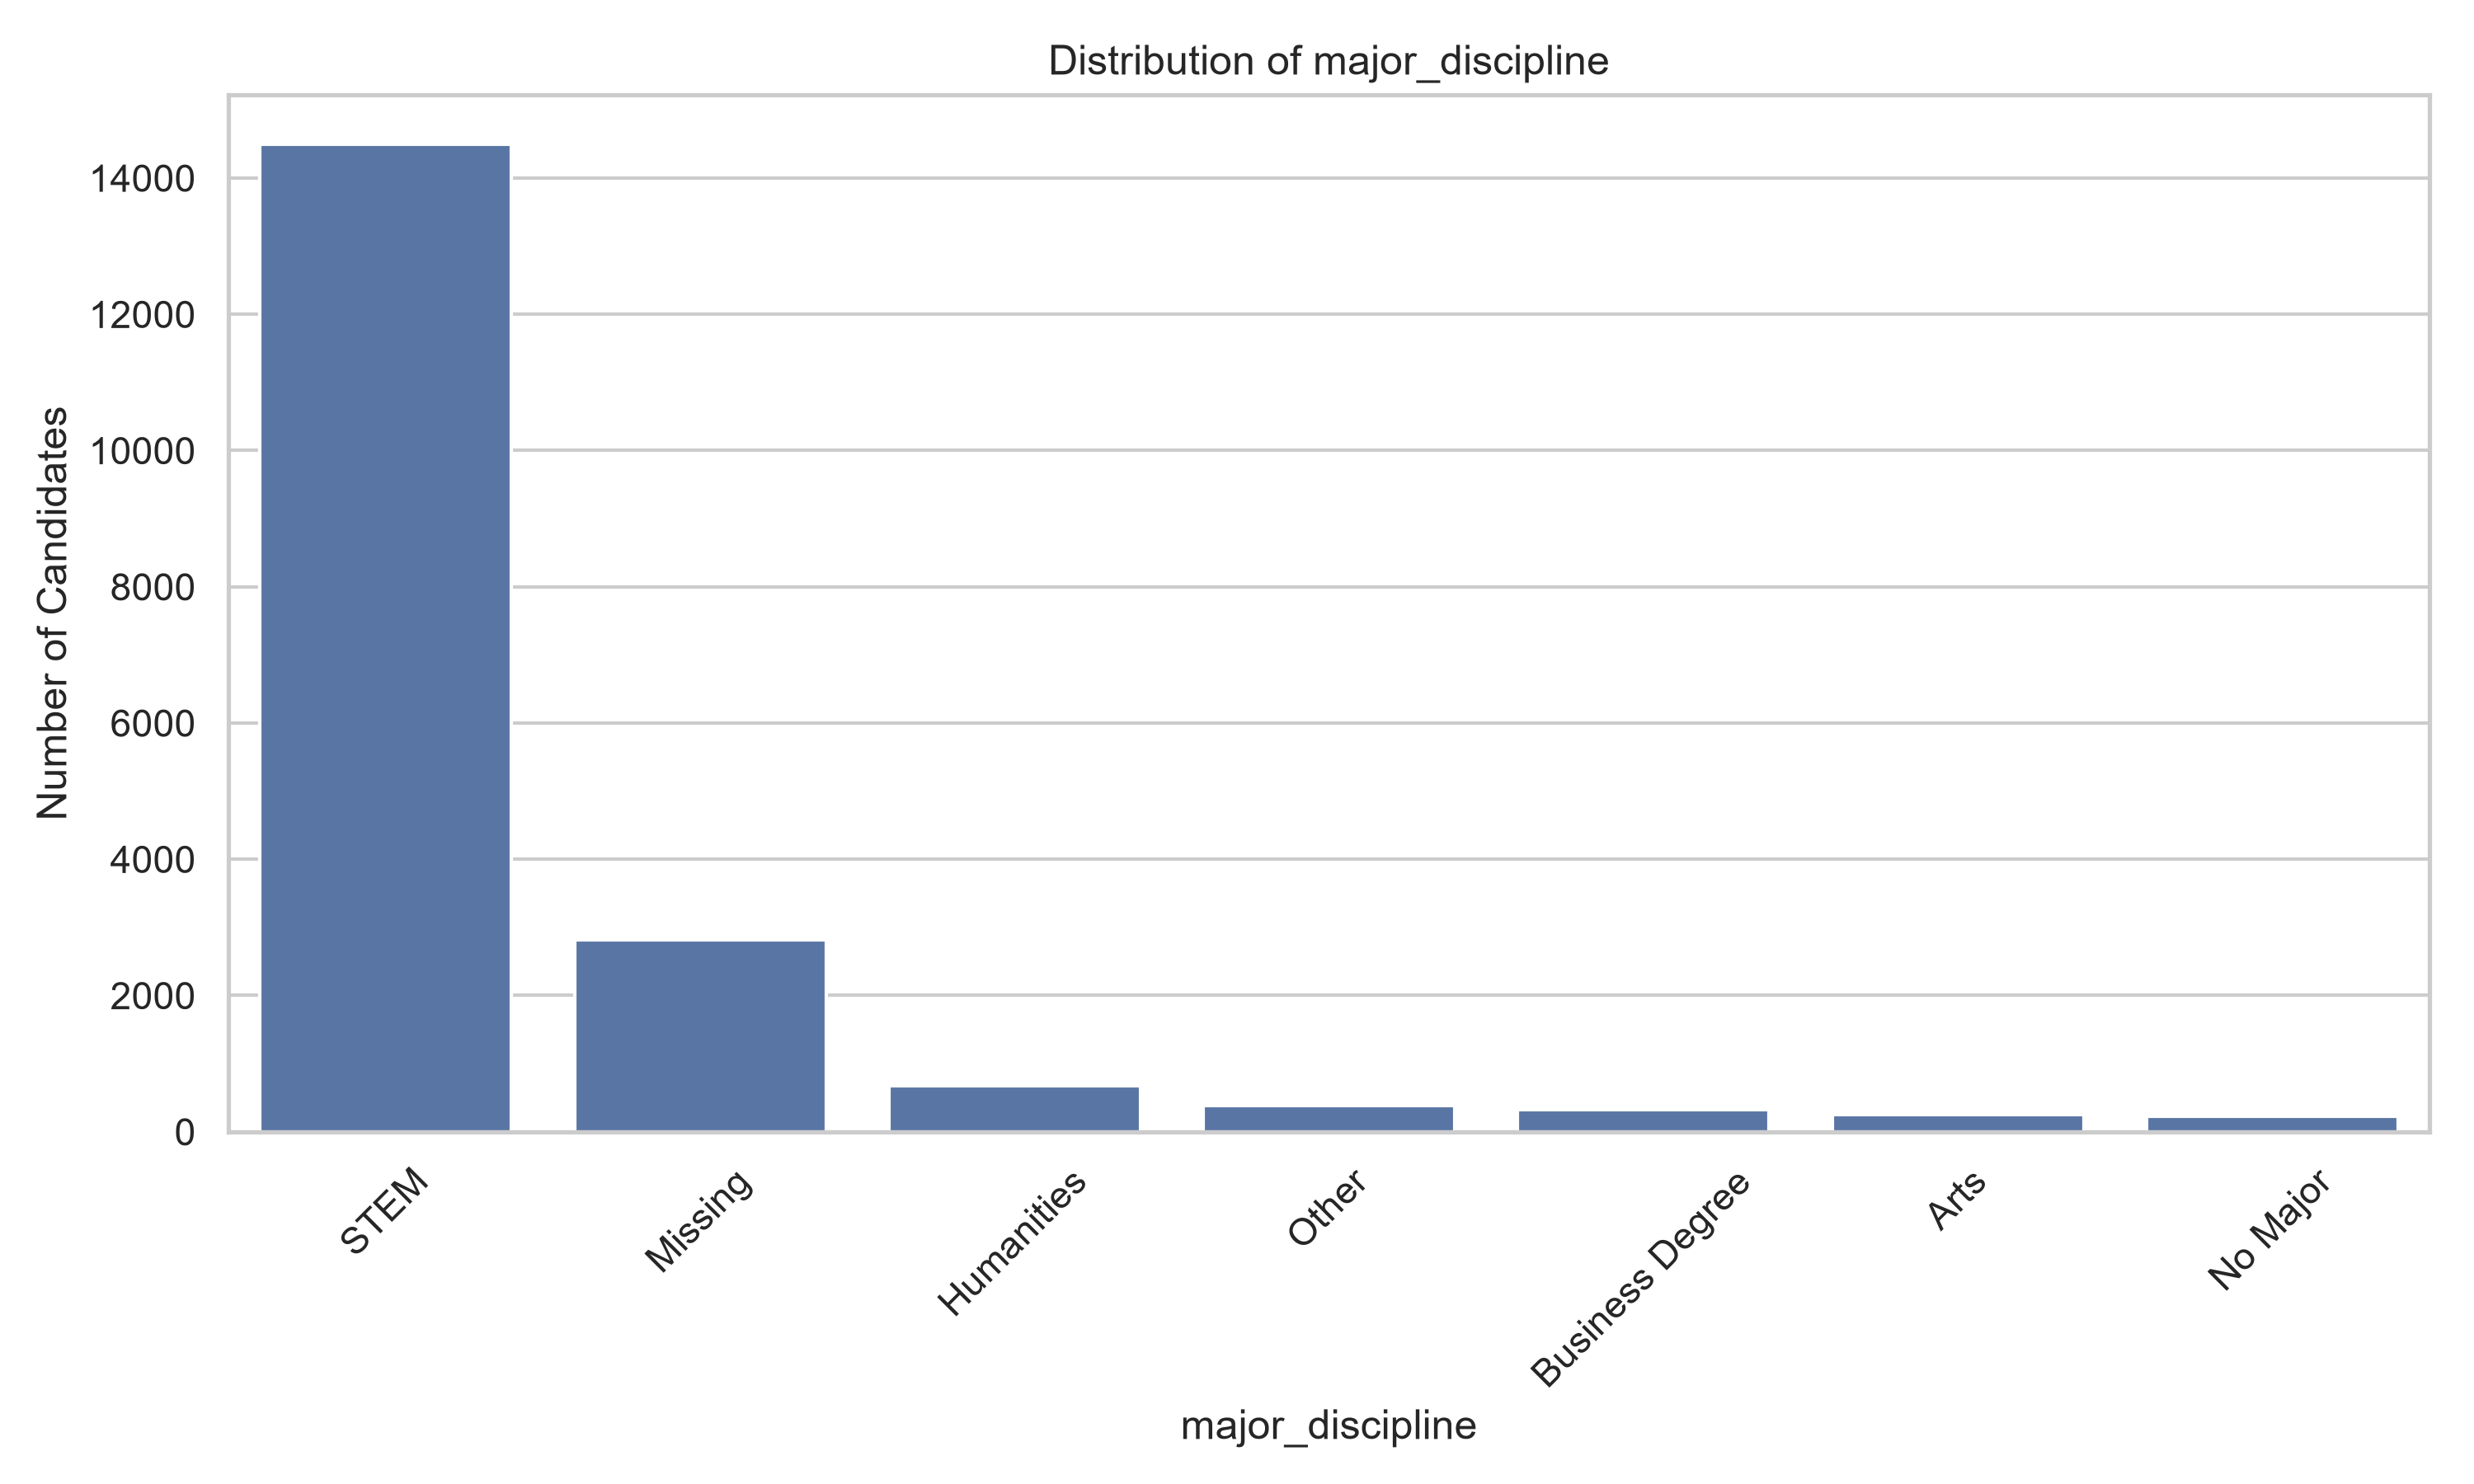 Distribution of major_discipline
Number of Candidates
14000
12000
10000
8000
6000
4000
2000
0
STEM
Missing
Humanities
Other
Business Degree
Arts
No Major
major_discipline